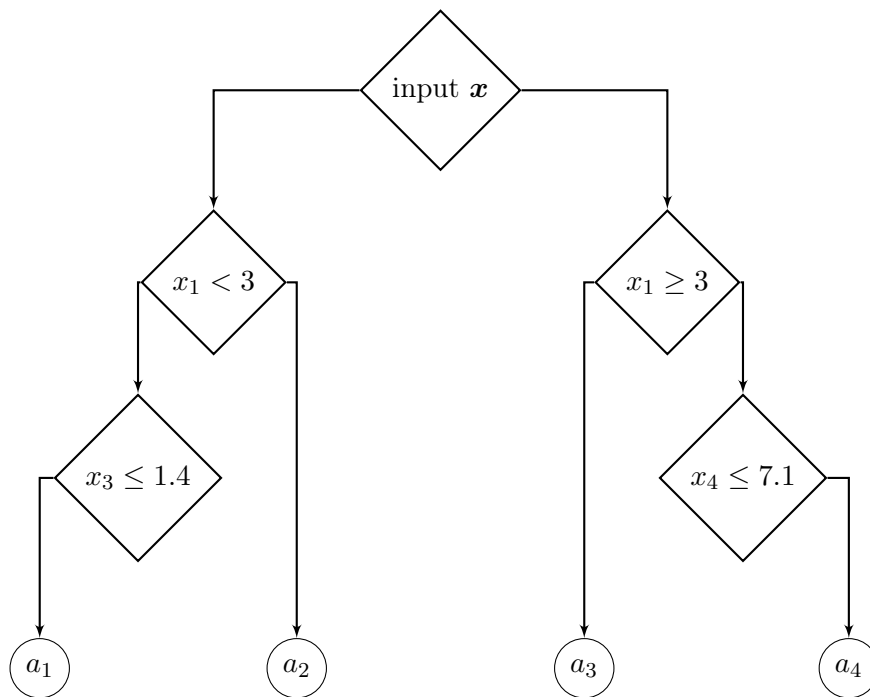 input x
x₁ < 3
x₁ ≥ 3
x₃ ≤ 1.4
x₄ ≤ 7.1
a₁
a₂
a₃
a₄